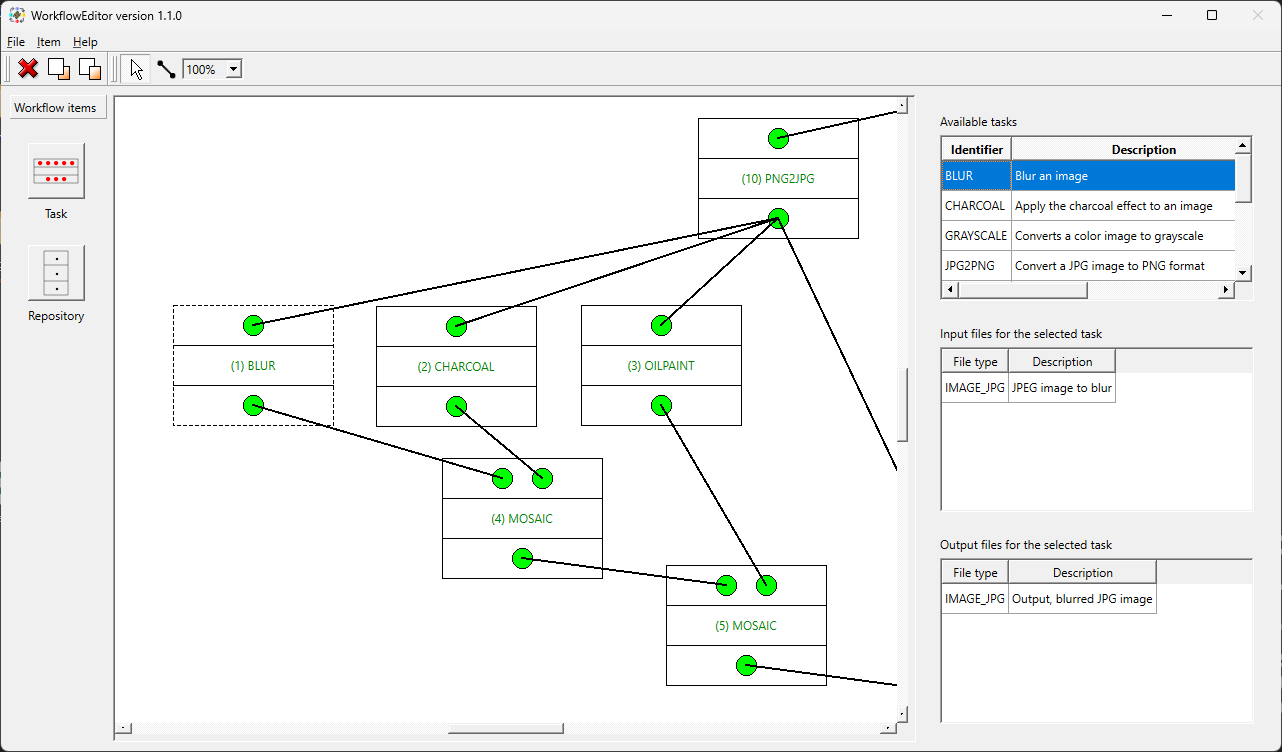 WorkflowEditor version 1.1.0
File Item Help
100%
Workflow items
Task
Repository
(10) PNG2JPG
(1) BLUR
(2) CHARCOAL
(3) OILPAINT
(4) MOSAIC
(5) MOSAIC
Available tasks
Identifier Description
BLUR Blur an image
CHARCOAL Apply the charcoal effect to an image
GRAYSCALE Converts a color image to grayscale
JPG2PNG Convert a JPG image to PNG format
Input files for the selected task
File type Description
IMAGE_JPG JPEG image to blur
Output files for the selected task
File type Description
IMAGE_JPG Output, blurred JPG image